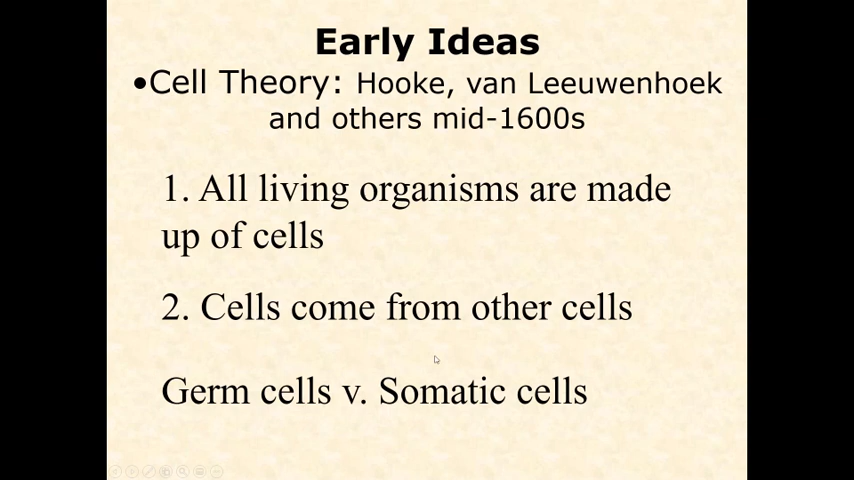 Early Ideas
•Cell Theory: Hooke, van Leeuwenhoek
and others mid-1600s
1. All living organisms are made
up of cells
2. Cells come from other cells
Germ cells v. Somatic cells